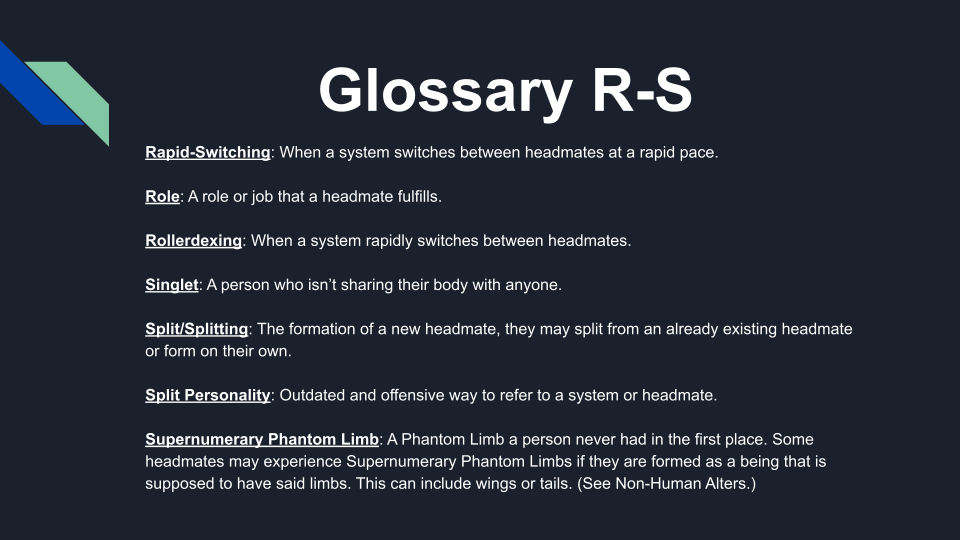 Glossary R-S
Rapid-Switching: When a system switches between headmates at a rapid pace.
Role: A role or job that a headmate fulfills.
Rollerdexing: When a system rapidly switches between headmates.
Singlet: A person who isn’t sharing their body with anyone.
Split/Splitting: The formation of a new headmate, they may split from an already existing headmate
or form on their own.
Split Personality: Outdated and offensive way to refer to a system or headmate.
Supernumerary Phantom Limb: A Phantom Limb a person never had in the first place. Some
headmates may experience Supernumerary Phantom Limbs if they are formed as a being that is
supposed to have said limbs. This can include wings or tails. (See Non-Human Alters.)